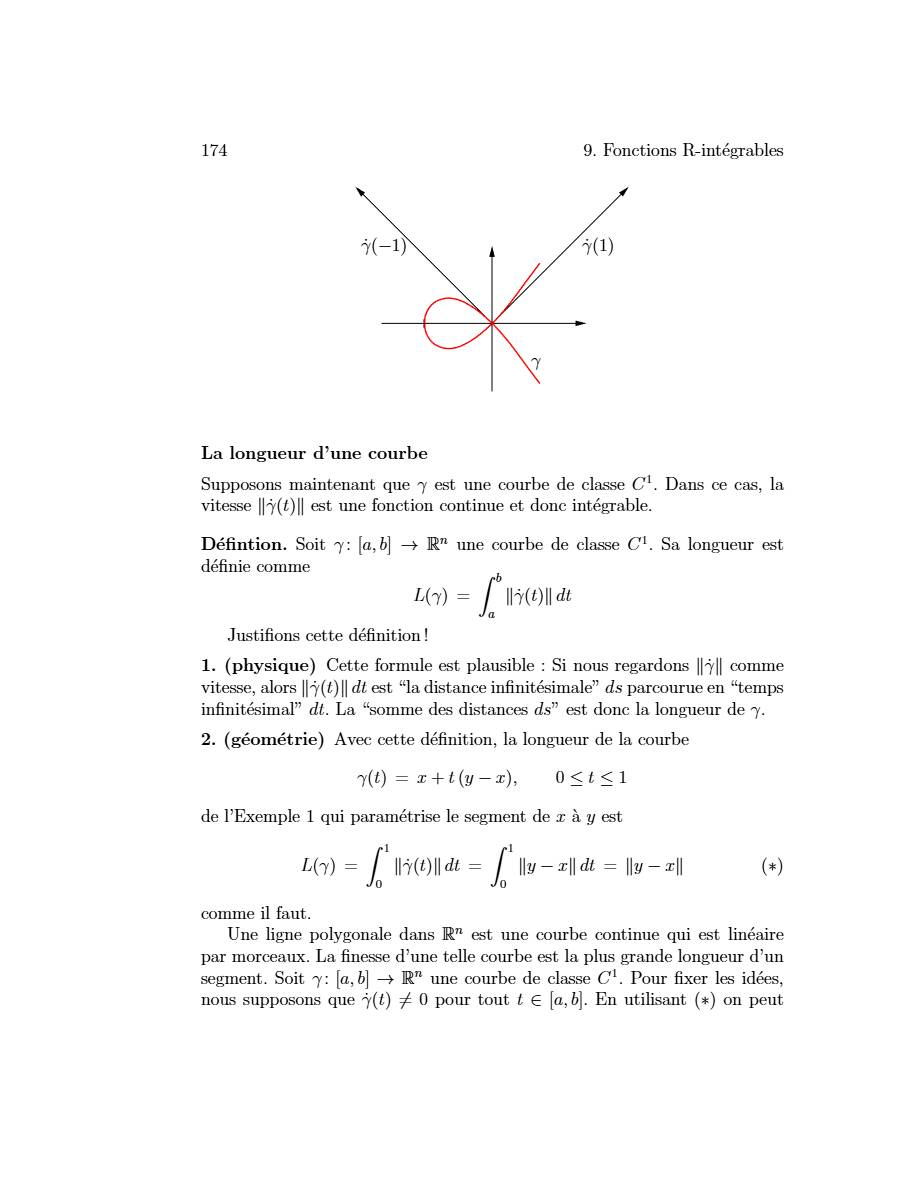 174 9. Fonctions R-intégrables
γ̇(−1) γ̇(1)
γ
La longueur d’une courbe
Supposons maintenant que γ est une courbe de classe C¹. Dans ce cas, la
vitesse ‖γ̇(t)‖ est une fonction continue et donc intégrable.
Défintion. Soit γ: [a, b] → ℝⁿ une courbe de classe C¹. Sa longueur est
définie comme
L(γ) = ∫ₐᵇ ‖γ̇(t)‖ dt
Justifions cette définition !
1. (physique) Cette formule est plausible : Si nous regardons ‖γ̇‖ comme
vitesse, alors ‖γ̇(t)‖ dt est “la distance infinitésimale” ds parcourue en “temps
infinitésimal” dt. La “somme des distances ds” est donc la longueur de γ.
2. (géométrie) Avec cette définition, la longueur de la courbe
γ(t) = x + t (y − x), 0 ≤ t ≤ 1
de l’Exemple 1 qui paramétrise le segment de x à y est
L(γ) = ∫₀¹ ‖γ̇(t)‖ dt = ∫₀¹ ‖y − x‖ dt = ‖y − x‖ (∗)
comme il faut.
Une ligne polygonale dans ℝⁿ est une courbe continue qui est linéaire
par morceaux. La finesse d’une telle courbe est la plus grande longueur d’un
segment. Soit γ: [a, b] → ℝⁿ une courbe de classe C¹. Pour fixer les idées,
nous supposons que γ̇(t) ≠ 0 pour tout t ∈ [a, b]. En utilisant (∗) on peut